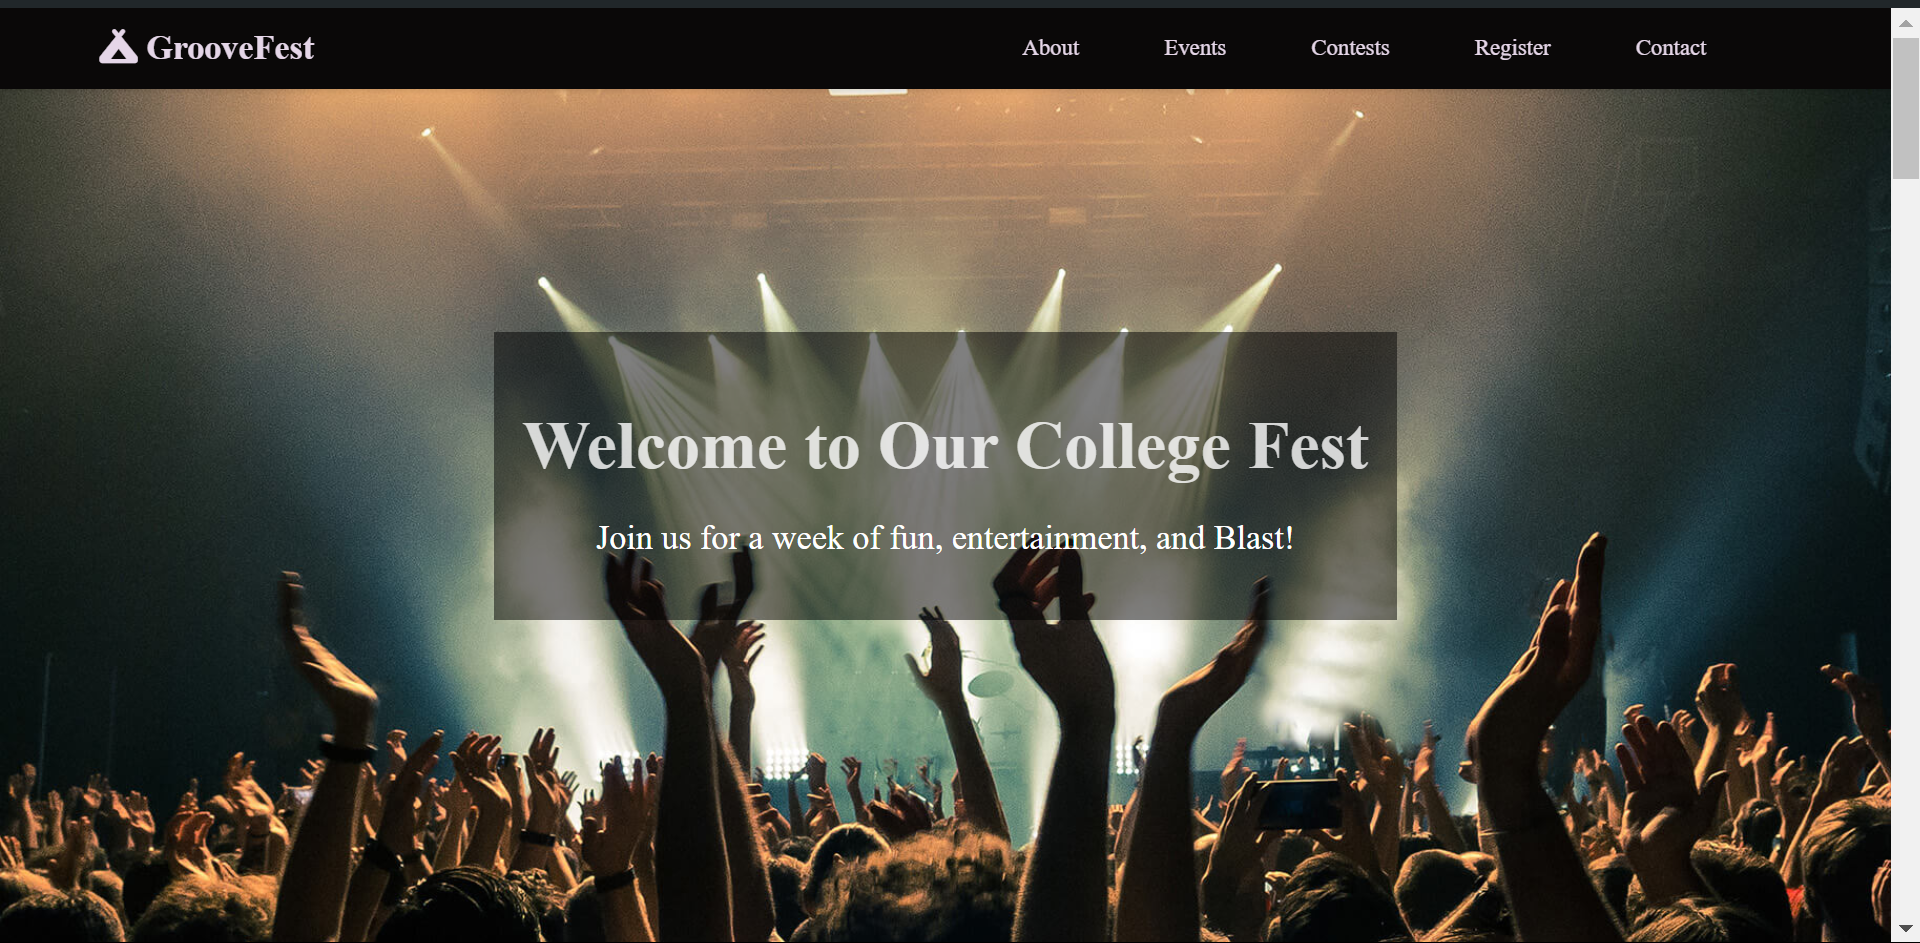 GrooveFest
About Events Contests Register Contact
Welcome to Our College Fest
Join us for a week of fun, entertainment, and Blast!